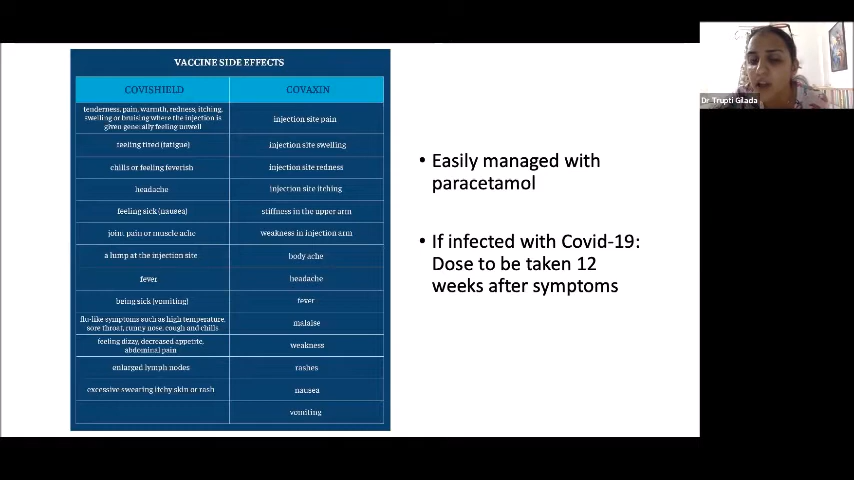 VACCINE SIDE EFFECTS
COVISHIELD
COVAXIN
tenderness, pain, warmth, redness, itching,
swelling or bruising where the injection is
given gene: ally feeling unwell
injection site pain
feeling tired (fatigue)
injection site swelling
chills or feeling feverish
injection site redness
headache
injection site itching
feeling sick (nausea)
stiffness in the upper arm
join, pain or muscle ache
weakness in injection arm
a lump at the injection site
body ache
fever
headache
being sick (vomiting)
fever
flu-like symptoms such as high temperature,
sore throat, runny nose, cough and chills
malaise
feeling dizzy, decreased appetite,
abdominal pain
weakness
enlarged lymph nodes
rashes
excessive swearing itchy skin or rash
nausea
vomiting
• Easily managed with
paracetamol
• If infected with Covid-19:
Dose to be taken 12
weeks after symptoms
Dr Trupti Gilada